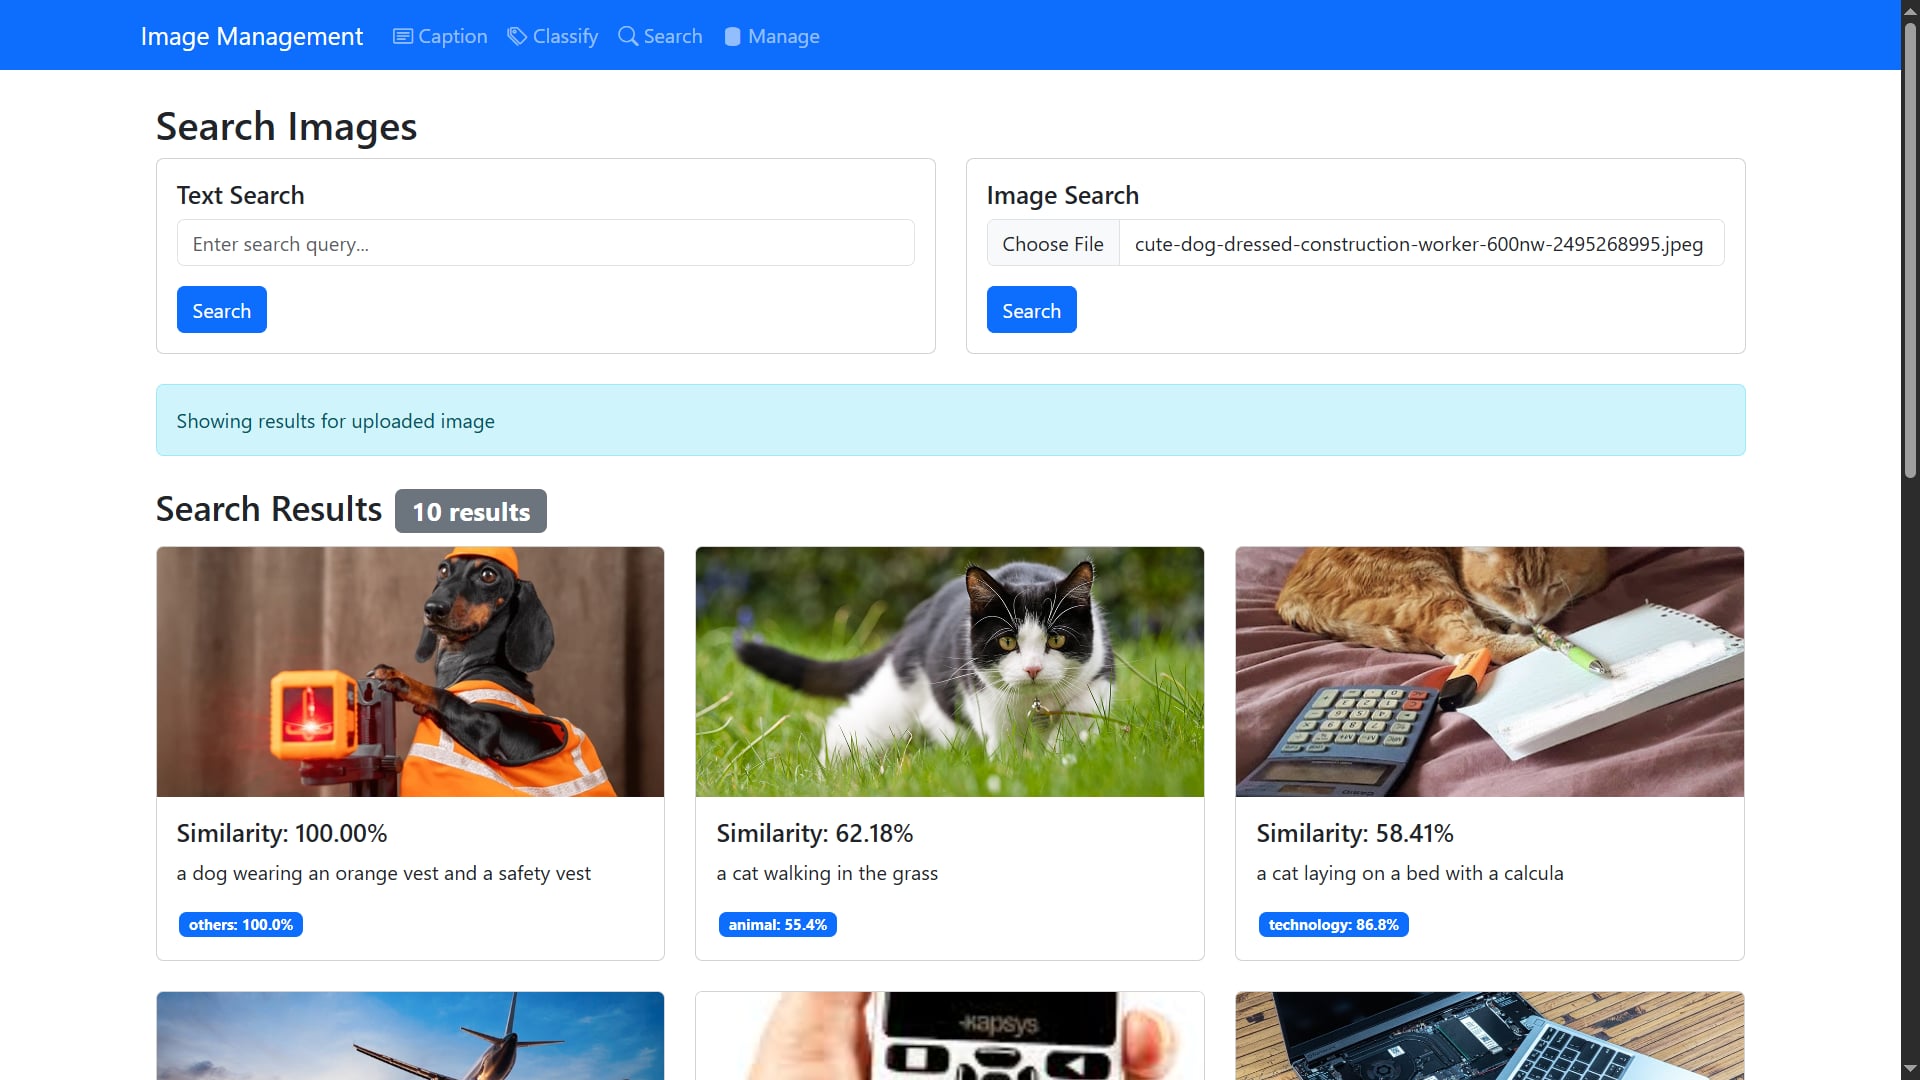 Image Management
Caption
Classify
Search
Manage
Search Images
Text Search
Enter search query...
Search
Image Search
Choose File
cute-dog-dressed-construction-worker-600nw-2495268995.jpeg
Search
Showing results for uploaded image
Search Results
10 results
Similarity: 100.00%
a dog wearing an orange vest and a safety vest
others: 100.0%
Similarity: 62.18%
a cat walking in the grass
animal: 55.4%
Similarity: 58.41%
a cat laying on a bed with a calcula
technology: 86.8%
kapsys